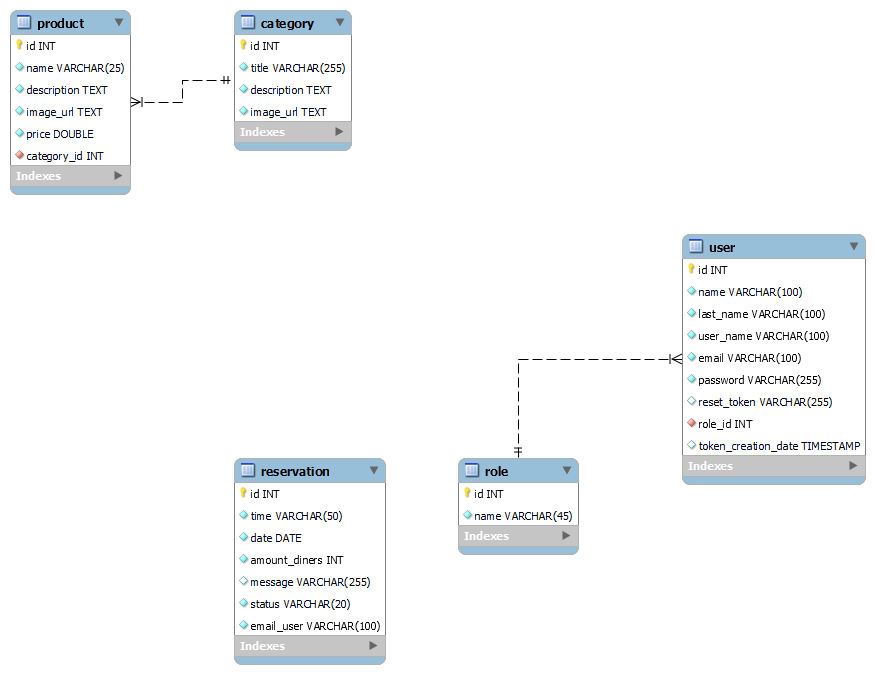 product
id INT
name VARCHAR(25)
description TEXT
image_url TEXT
price DOUBLE
category_id INT
Indexes
category
id INT
title VARCHAR(255)
description TEXT
image_url TEXT
Indexes
user
id INT
name VARCHAR(100)
last_name VARCHAR(100)
user_name VARCHAR(100)
email VARCHAR(100)
password VARCHAR(255)
reset_token VARCHAR(255)
role_id INT
token_creation_date TIMESTAMP
Indexes
reservation
id INT
time VARCHAR(50)
date DATE
amount_diners INT
message VARCHAR(255)
status VARCHAR(20)
email_user VARCHAR(100)
Indexes
role
id INT
name VARCHAR(45)
Indexes